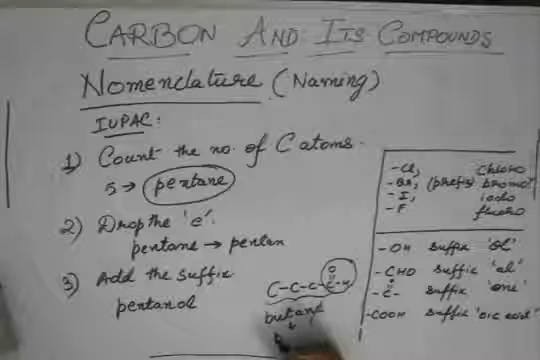 CARBON AND ITS COMPOUNDS
Nomenclature (Naming)
IUPAC:
1) Count the no. of C atoms.
5 → pentane
2) Drop the 'e'.
pentane → pentan
3) Add the suffix
pentanol
O
C-C-C-C-H
butane
-Cl, Chloro
-Br, (prefix) bromo
-I, iodo
-F fluoro
-OH suffix 'ol'
-CHO suffix 'al'
O
-C- suffix 'one'
-COOH suffix 'oic acid'